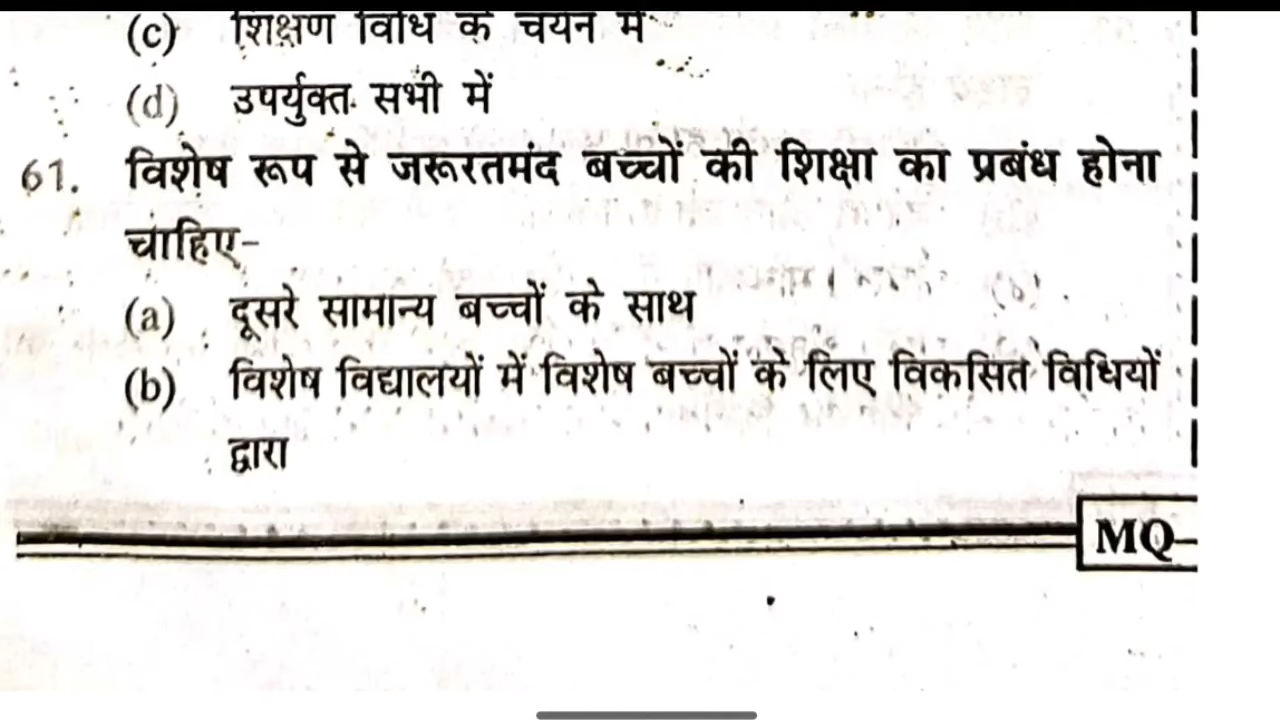 (c) शिक्षण विधि के चयन में
(d) उपर्युक्त सभी में
61. विशेष रूप से जरूरतमंद बच्चों की शिक्षा का प्रबंध होना
चाहिए-
(a) दूसरे सामान्य बच्चों के साथ
(b) विशेष विद्यालयों में विशेष बच्चों के लिए विकसित विधियों
द्वारा
MQ-